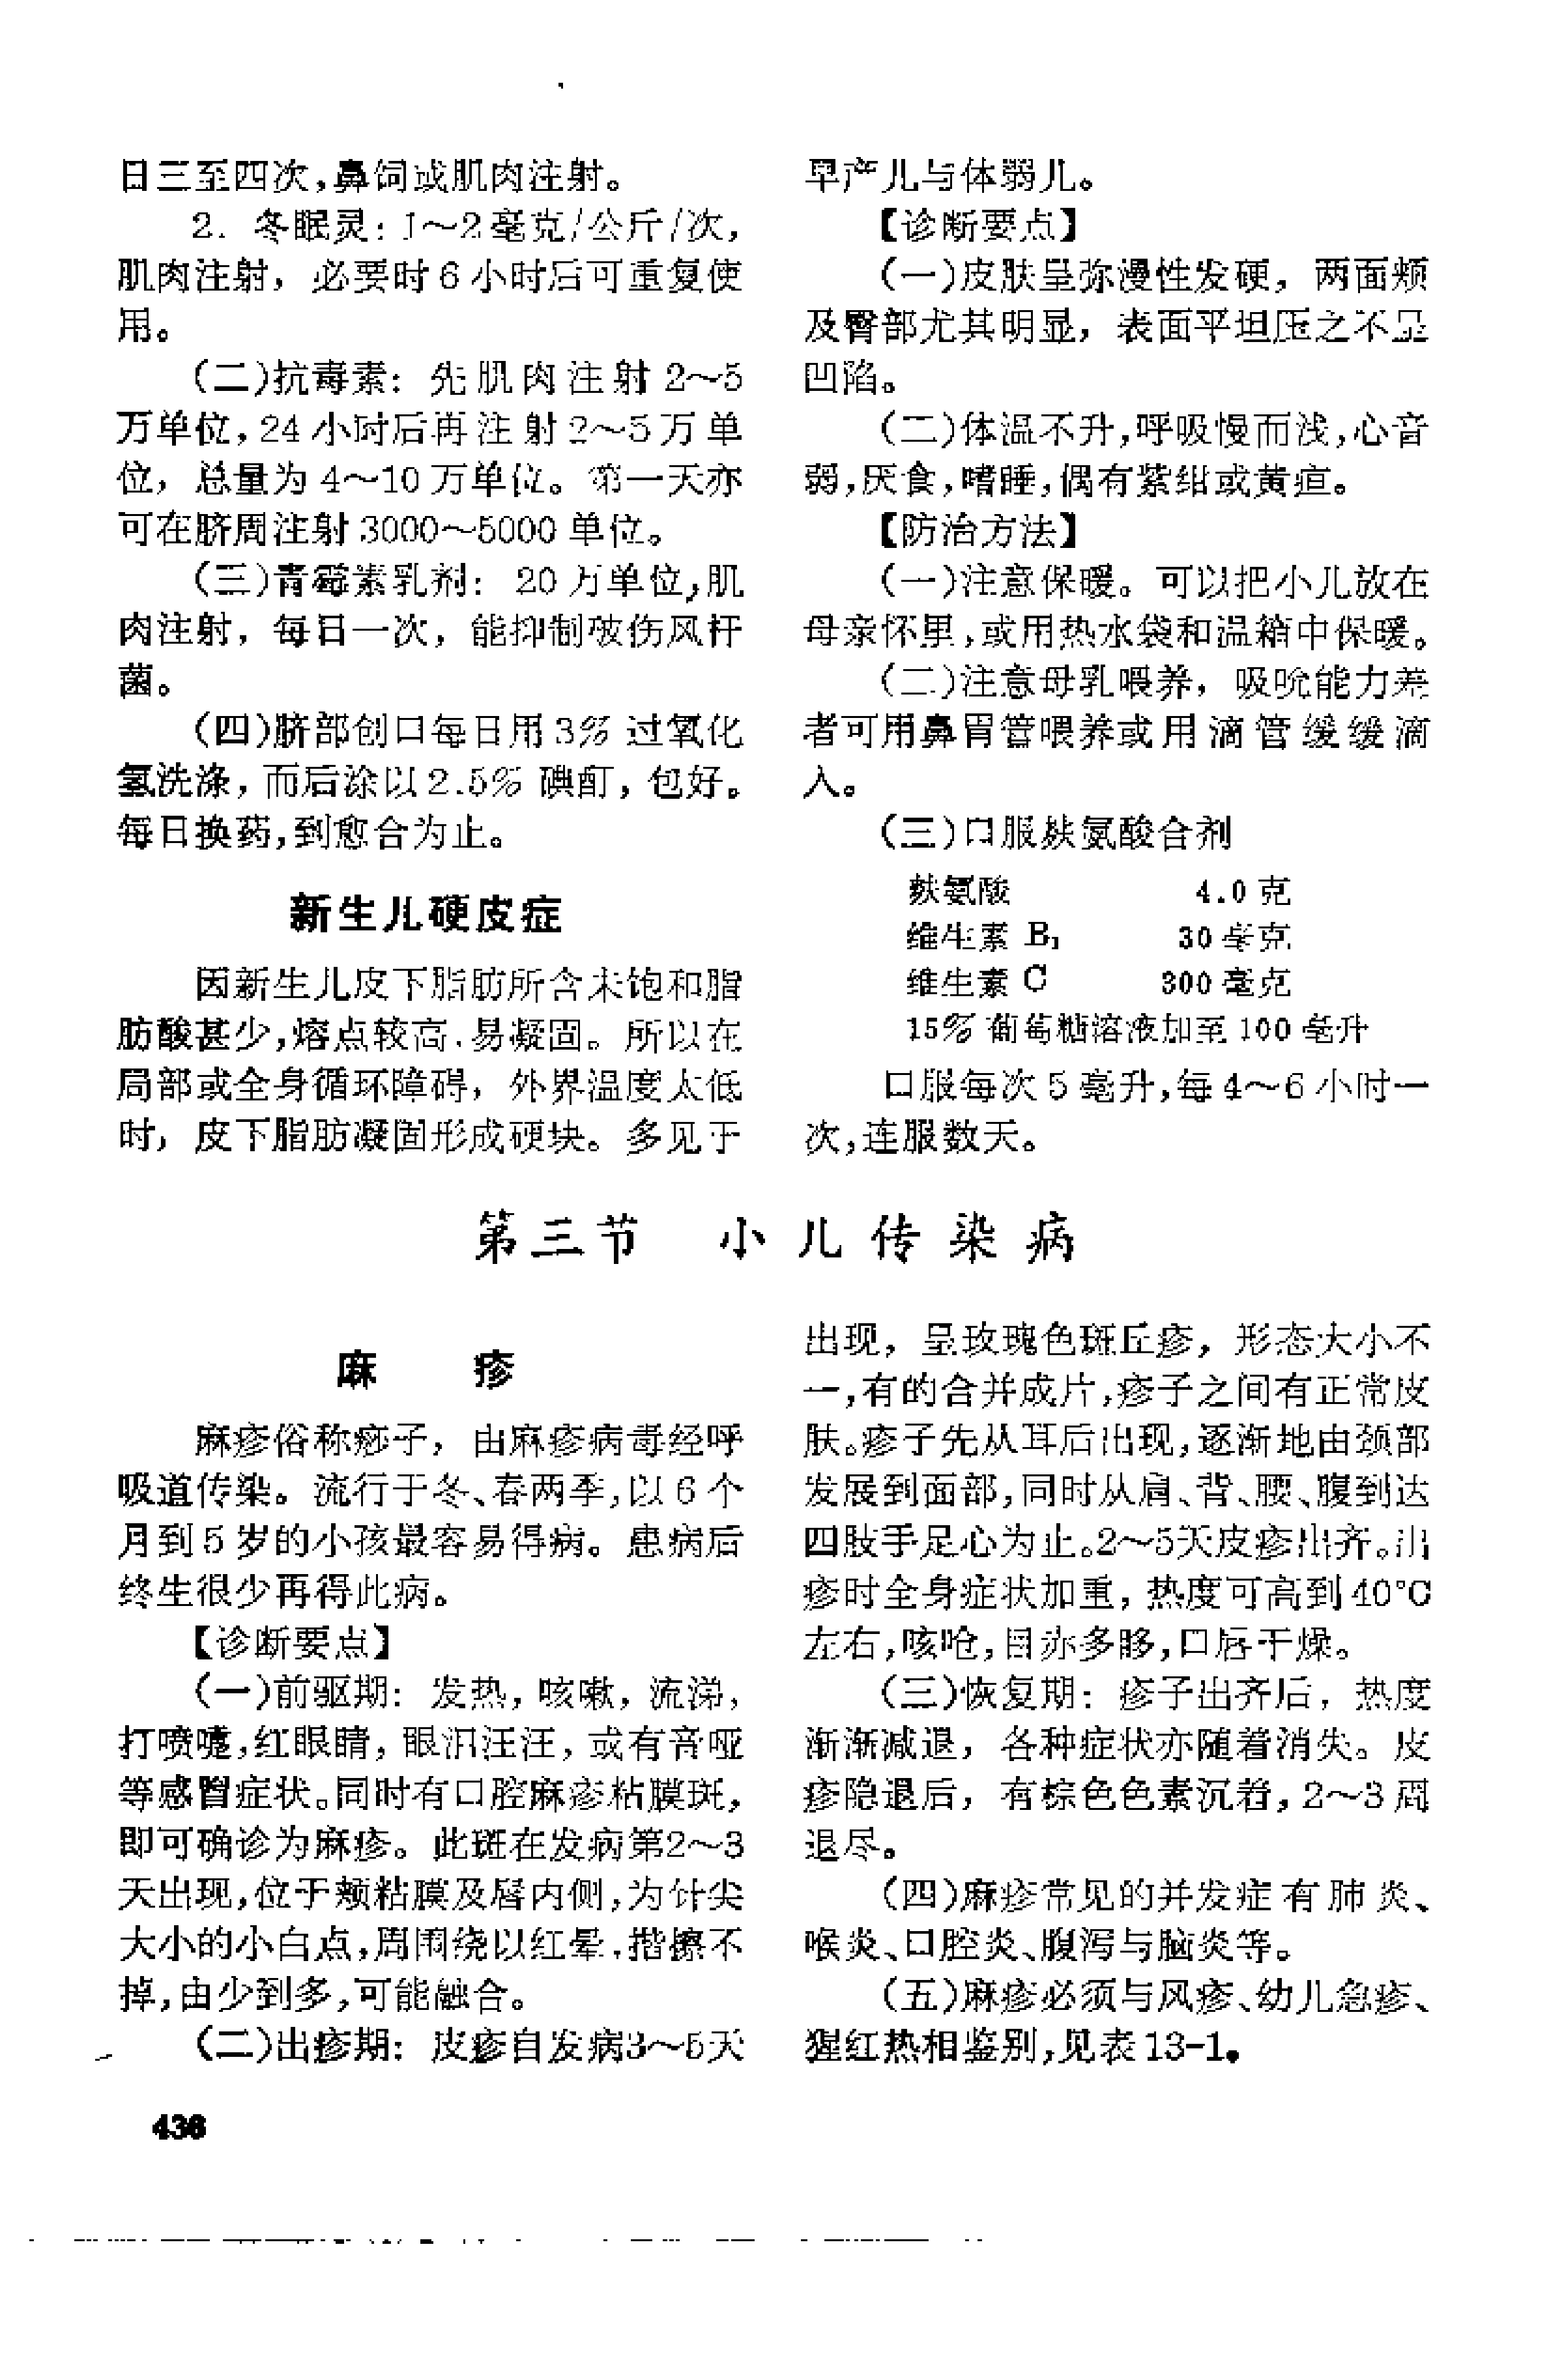 日三至四次,鼻饲或肌肉注射。
2. 冬眠灵: 1～2毫克/公斤/次,
肌肉注射，必要时6小时后可重复使
用。
(二)抗毒素: 先肌肉注射 2～5
万单位,24小时后再注射2～5万单
位，总量为 4～10 万单位。第一天亦
可在脐周注射 3000～5000 单位。
(三)青霉素乳剂: 20 万单位,肌
肉注射，每日一次，能抑制破伤风杆
菌。
(四)脐部创口每日用3% 过氧化
氢洗涤，而后涂以2.5% 碘酊，包好。
每日换药,到愈合为止。
新生儿硬皮症
因新生儿皮下脂肪所含未饱和脂
肪酸甚少,熔点较高,易凝固。所以在
局部或全身循环障碍，外界温度太低
时，皮下脂肪凝固形成硬块。多见于
早产儿与体弱儿。
【诊断要点】
(一)皮肤呈弥漫性发硬，两面颊
及臀部尤其明显，表面平坦压之不显
凹陷。
(二)体温不升,呼吸慢而浅,心音
弱,厌食,嗜睡,偶有紫绀或黄疸。
【防治方法】
(一)注意保暖。可以把小儿放在
母亲怀里,或用热水袋和温箱中保暖。
(二)注意母乳喂养，吸吮能力差
者可用鼻胃管喂养或用滴管缓缓滴
入。
(三)口服麸氨酸合剂
麸氨酸 4.0 克
维生素 B₁ 30 毫克
维生素 C 300 毫克
15% 葡萄糖溶液加至 100 毫升
口服每次5毫升,每4～6小时一
次,连服数天。
第三节 小儿传染病
麻疹
麻疹俗称痧子，由麻疹病毒经呼
吸道传染。流行于冬、春两季,以6个
月到5岁的小孩最容易得病。患病后
终生很少再得此病。
【诊断要点】
(一)前驱期: 发热，咳嗽，流涕，
打喷嚏,红眼睛，眼泪汪汪，或有音哑
等感冒症状。同时有口腔麻疹粘膜斑，
即可确诊为麻疹。此斑在发病第2～3
天出现,位于颊粘膜及唇内侧,为针尖
大小的小白点,周围绕以红晕,揩擦不
掉,由少到多,可能融合。
(二)出疹期: 皮疹自发病3～5天
出现，呈玫瑰色斑丘疹，形态大小不
一,有的合并成片,疹子之间有正常皮
肤。疹子先从耳后出现,逐渐地由颈部
发展到面部,同时从肩、背、腰、腹到达
四肢手足心为止。2～5天皮疹出齐。出
疹时全身症状加重，热度可高到40°C
左右,咳呛,目赤多眵,口唇干燥。
(三)恢复期: 疹子出齐后，热度
渐渐减退，各种症状亦随着消失。皮
疹隐退后，有棕色色素沉着，2～3周
退尽。
(四)麻疹常见的并发症有肺炎、
喉炎、口腔炎、腹泻与脑炎等。
(五)麻疹必须与风疹、幼儿急疹、
猩红热相鉴别,见表13-1。
436